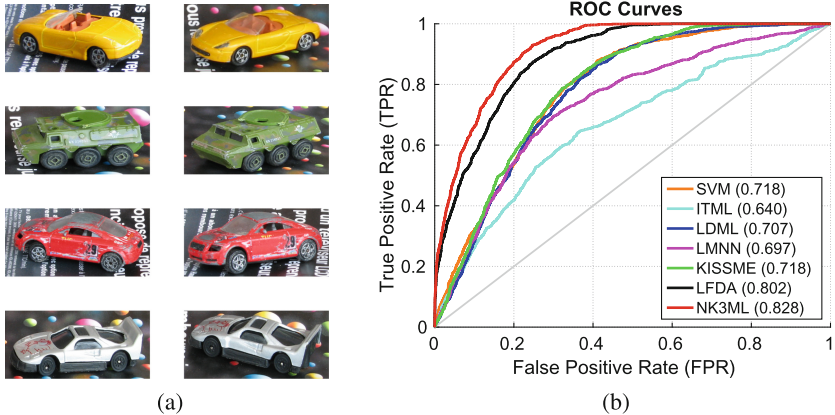 ROC Curves
True Positive Rate (TPR)
1
0.8
0.6
0.4
0.2
0
0
0.2
0.4
0.6
0.8
1
SVM (0.718)
ITML (0.640)
LDML (0.707)
LMNN (0.697)
KISSME (0.718)
LFDA (0.802)
NK3ML (0.828)
False Positive Rate (FPR)
(a)
(b)